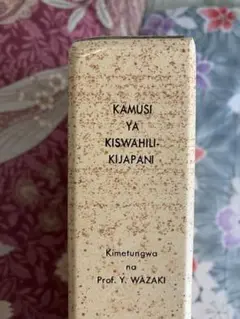 KAMUSI
YA
KISWAHILI-
KIJAPANI
Kimetungwa
na
Prof. Y. WAZAKI